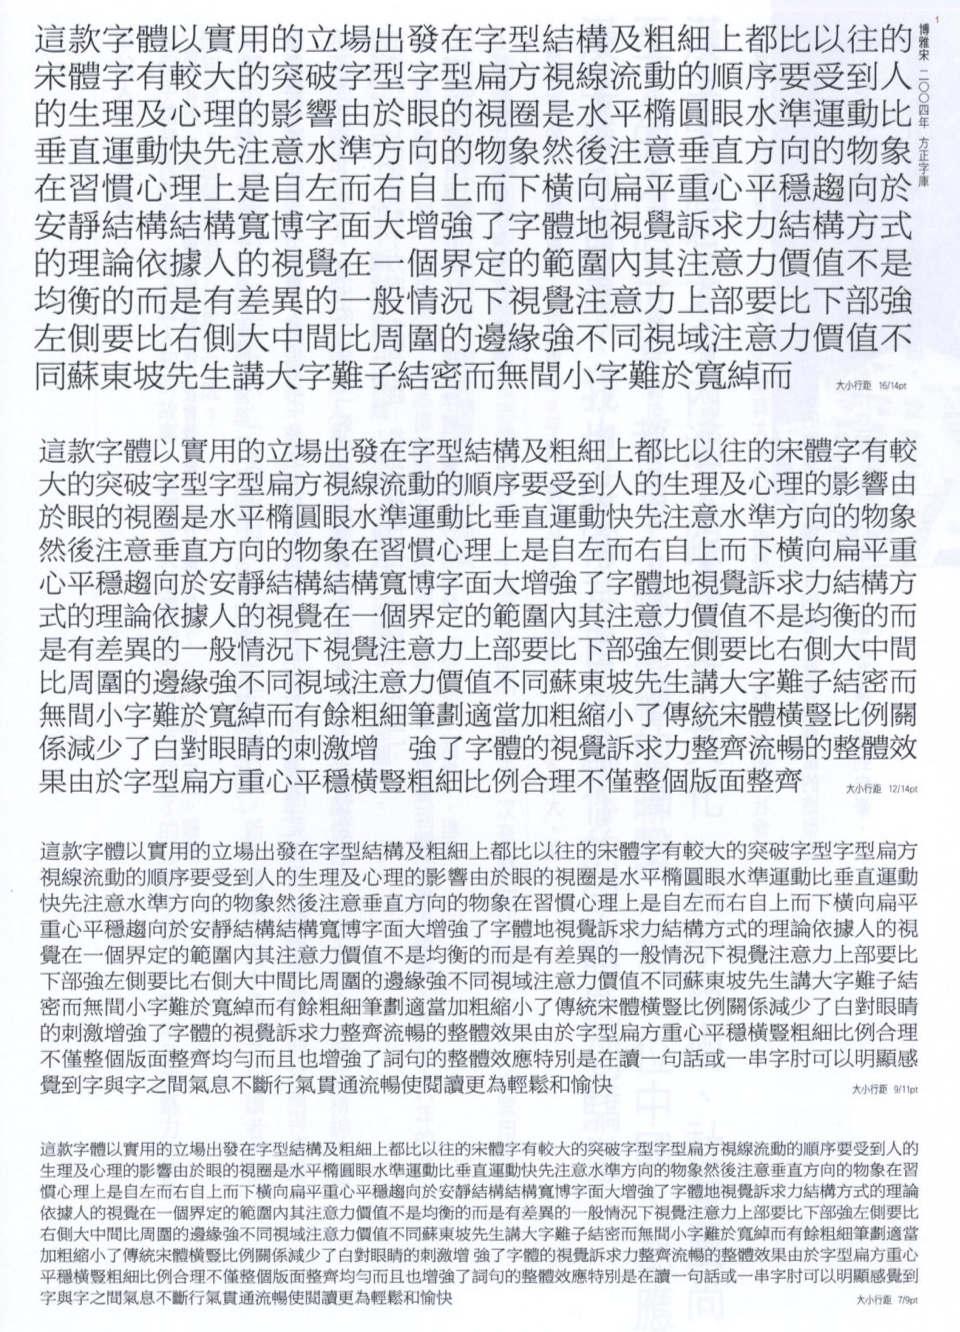 1
博雅宋 二〇〇四年 方正字庫
這款字體以實用的立場出發在字型結構及粗細上都比以往的
宋體字有較大的突破字型字型扁方視線流動的順序要受到人
的生理及心理的影響由於眼的視圈是水平橢圓眼水準運動比
垂直運動快先注意水準方向的物象然後注意垂直方向的物象
在習慣心理上是自左而右自上而下橫向扁平重心平穩趨向於
安靜結構結構寬博字面大增強了字體地視覺訴求力結構方式
的理論依據人的視覺在一個界定的範圍內其注意力價值不是
均衡的而是有差異的一般情況下視覺注意力上部要比下部強
左側要比右側大中間比周圍的邊緣強不同視域注意力價值不
同蘇東坡先生講大字難子結密而無間小字難於寬綽而
大小行距 16/14pt
這款字體以實用的立場出發在字型結構及粗細上都比以往的宋體字有較
大的突破字型字型扁方視線流動的順序要受到人的生理及心理的影響由
於眼的視圈是水平橢圓眼水準運動比垂直運動快先注意水準方向的物象
然後注意垂直方向的物象在習慣心理上是自左而右自上而下橫向扁平重
心平穩趨向於安靜結構結構寬博字面大增強了字體地視覺訴求力結構方
式的理論依據人的視覺在一個界定的範圍內其注意力價值不是均衡的而
是有差異的一般情況下視覺注意力上部要比下部強左側要比右側大中間
比周圍的邊緣強不同視域注意力價值不同蘇東坡先生講大字難子結密而
無間小字難於寬綽而有餘粗細筆劃適當加粗縮小了傳統宋體橫豎比例關
係減少了白對眼睛的刺激增　強了字體的視覺訴求力整齊流暢的整體效
果由於字型扁方重心平穩橫豎粗細比例合理不僅整個版面整齊
大小行距 12/14pt
這款字體以實用的立場出發在字型結構及粗細上都比以往的宋體字有較大的突破字型字型扁方
視線流動的順序要受到人的生理及心理的影響由於眼的視圈是水平橢圓眼水準運動比垂直運動
快先注意水準方向的物象然後注意垂直方向的物象在習慣心理上是自左而右自上而下橫向扁平
重心平穩趨向於安靜結構結構寬博字面大增強了字體地視覺訴求力結構方式的理論依據人的視
覺在一個界定的範圍內其注意力價值不是均衡的而是有差異的一般情況下視覺注意力上部要比
下部強左側要比右側大中間比周圍的邊緣強不同視域注意力價值不同蘇東坡先生講大字難子結
密而無間小字難於寬綽而有餘粗細筆劃適當加粗縮小了傳統宋體橫豎比例關係減少了白對眼睛
的刺激增強了字體的視覺訴求力整齊流暢的整體效果由於字型扁方重心平穩橫豎粗細比例合理
不僅整個版面整齊均勻而且也增強了詞句的整體效應特別是在讀一句話或一串字肘可以明顯感
覺到字與字之間氣息不斷行氣貫通流暢使閱讀更為輕鬆和愉快
大小行距 9/11pt
這款字體以實用的立場出發在字型結構及粗細上都比以往的宋體字有較大的突破字型字型扁方視線流動的順序要受到人的
生理及心理的影響由於眼的視圈是水平橢圓眼水準運動比垂直運動快先注意水準方向的物象然後注意垂直方向的物象在習
慣心理上是自左而右自上而下橫向扁平重心平穩趨向於安靜結構結構寬博字面大增強了字體地視覺訴求力結構方式的理論
依據人的視覺在一個界定的範圍內其注意力價值不是均衡的而是有差異的一般情況下視覺注意力上部要比下部強左側要比
右側大中間比周圍的邊緣強不同視域注意力價值不同蘇東坡先生講大字難子結密而無間小字難於寬綽而有餘粗細筆劃適當
加粗縮小了傳統宋體橫豎比例關係減少了白對眼睛的刺激增 強了字體的視覺訴求力整齊流暢的整體效果由於字型扁方重心
平穩橫豎粗細比例合理不僅整個版面整齊均勻而且也增強了詞句的整體效應特別是在讀一句話或一串字肘可以明顯感覺到
字與字之間氣息不斷行氣貫通流暢使閱讀更為輕鬆和愉快
大小行距 7/9pt